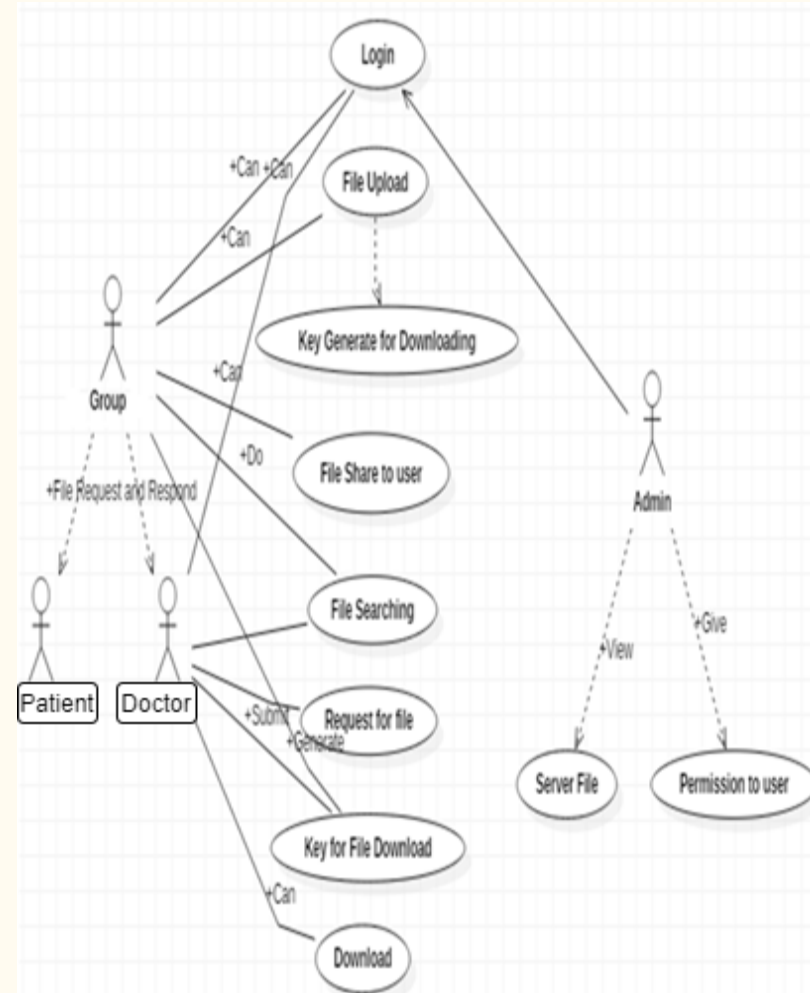 Login
+Can +Can
File Upload
+Can
Key Generate for Downloading
Group
+Can
File Share to user
+Do
+File Request and Respond
Admin
File Searching
+Give
+View
Patient
Doctor
+Submit
Request for file
+Generate
Server File
Permission to user
Key for File Download
+Can
Download